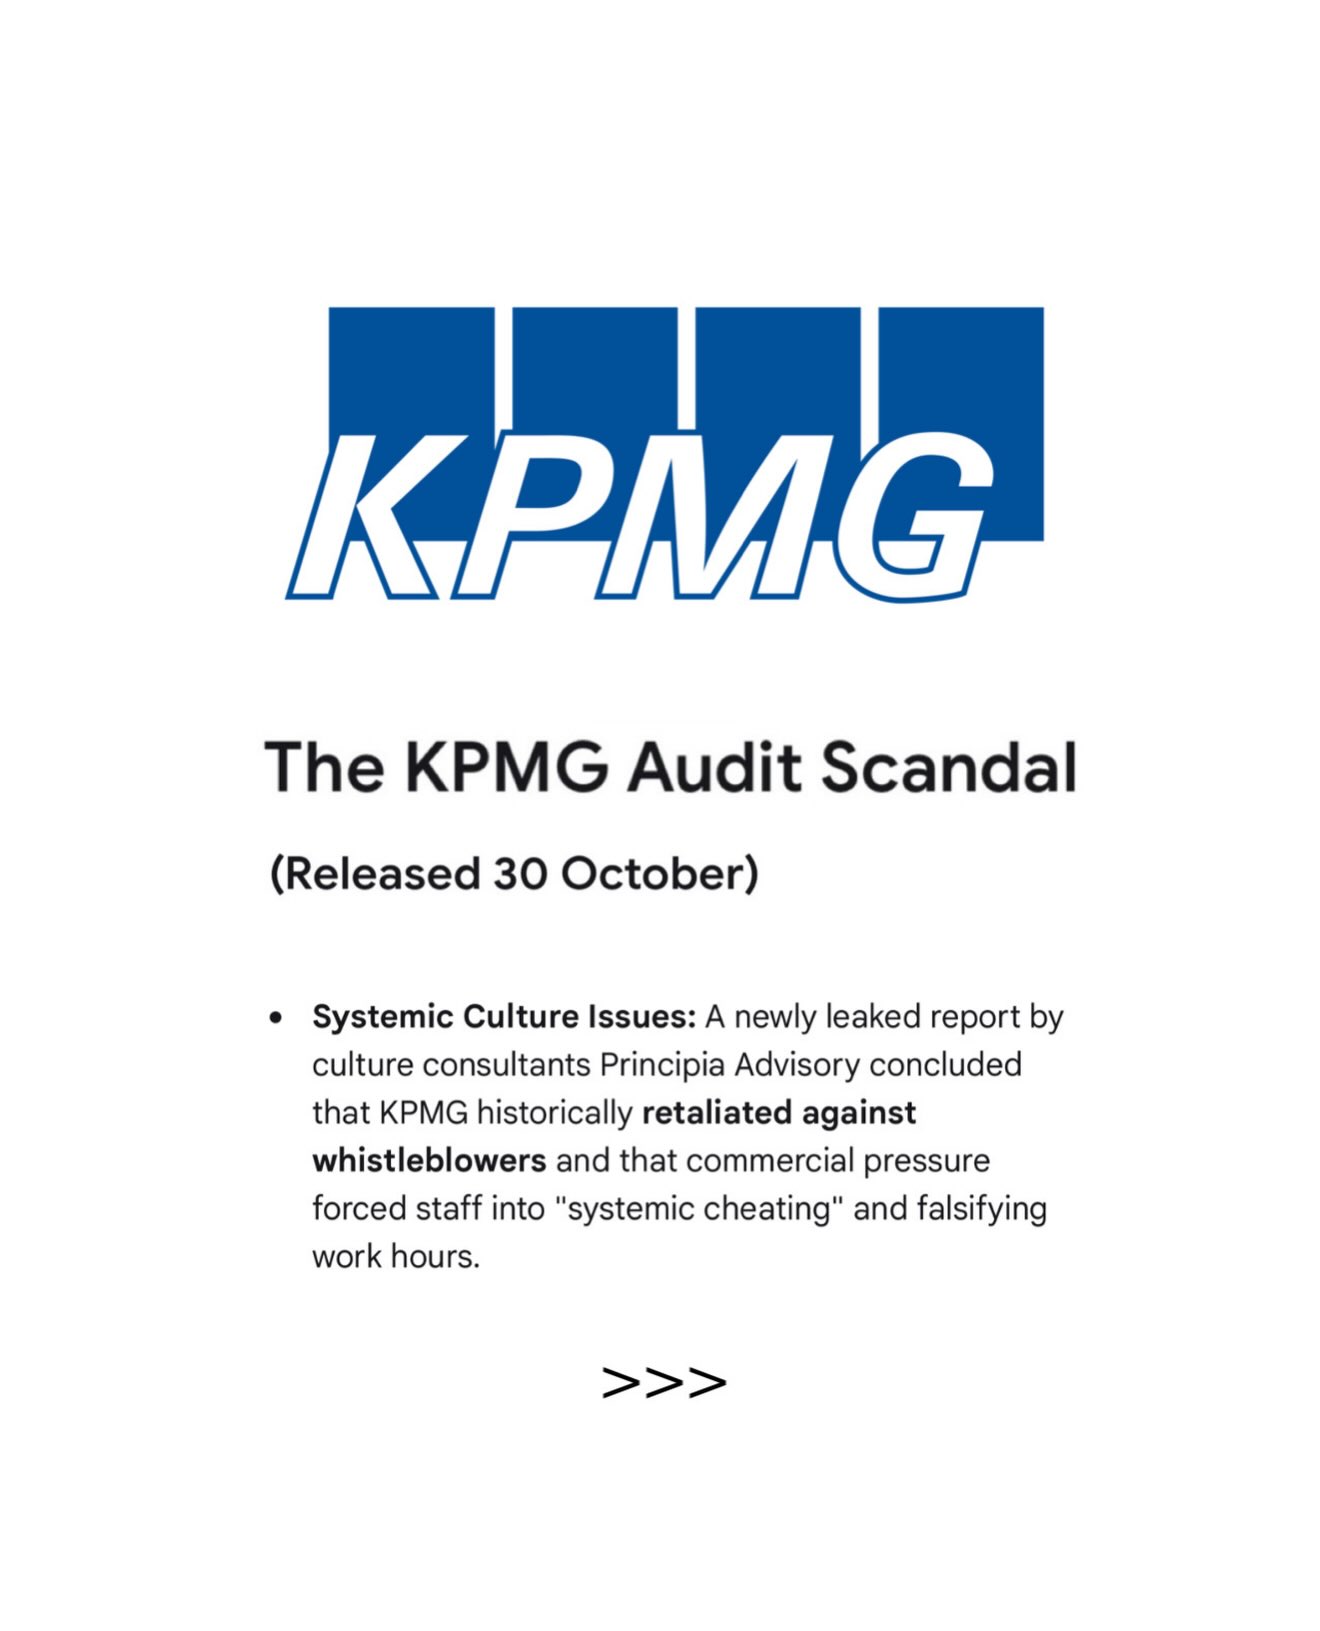 KPMG
The KPMG Audit Scandal
(Released 30 October)
• Systemic Culture Issues: A newly leaked report by
culture consultants Principia Advisory concluded
that KPMG historically retaliated against
whistleblowers and that commercial pressure
forced staff into "systemic cheating" and falsifying
work hours.
>>>